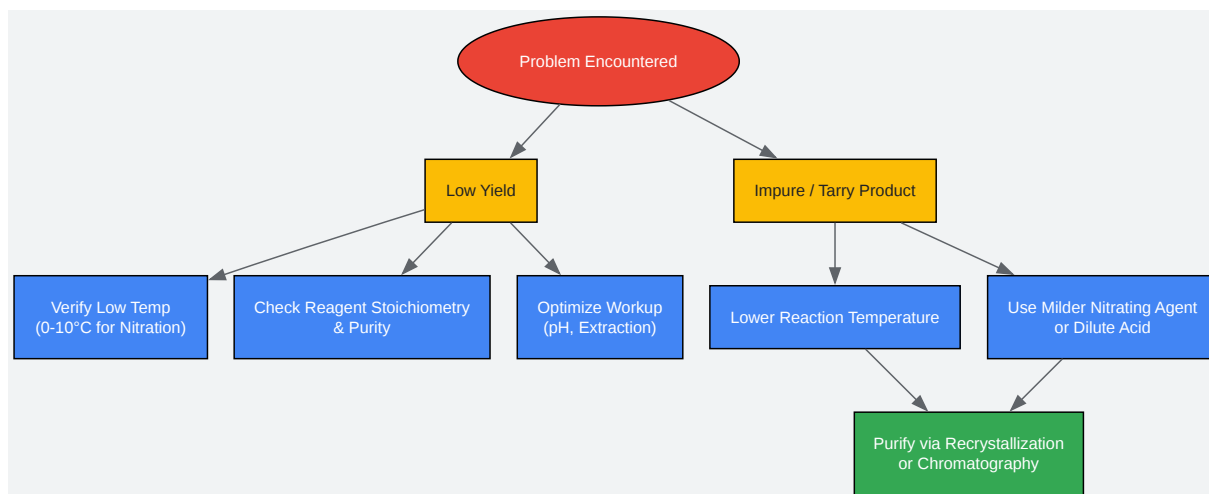 Problem Encountered
Low Yield
Impure / Tarry Product
Verify Low Temp
(0-10°C for Nitration)
Check Reagent Stoichiometry
& Purity
Optimize Workup
(pH, Extraction)
Lower Reaction Temperature
Use Milder Nitrating Agent
or Dilute Acid
Purify via Recrystallization
or Chromatography